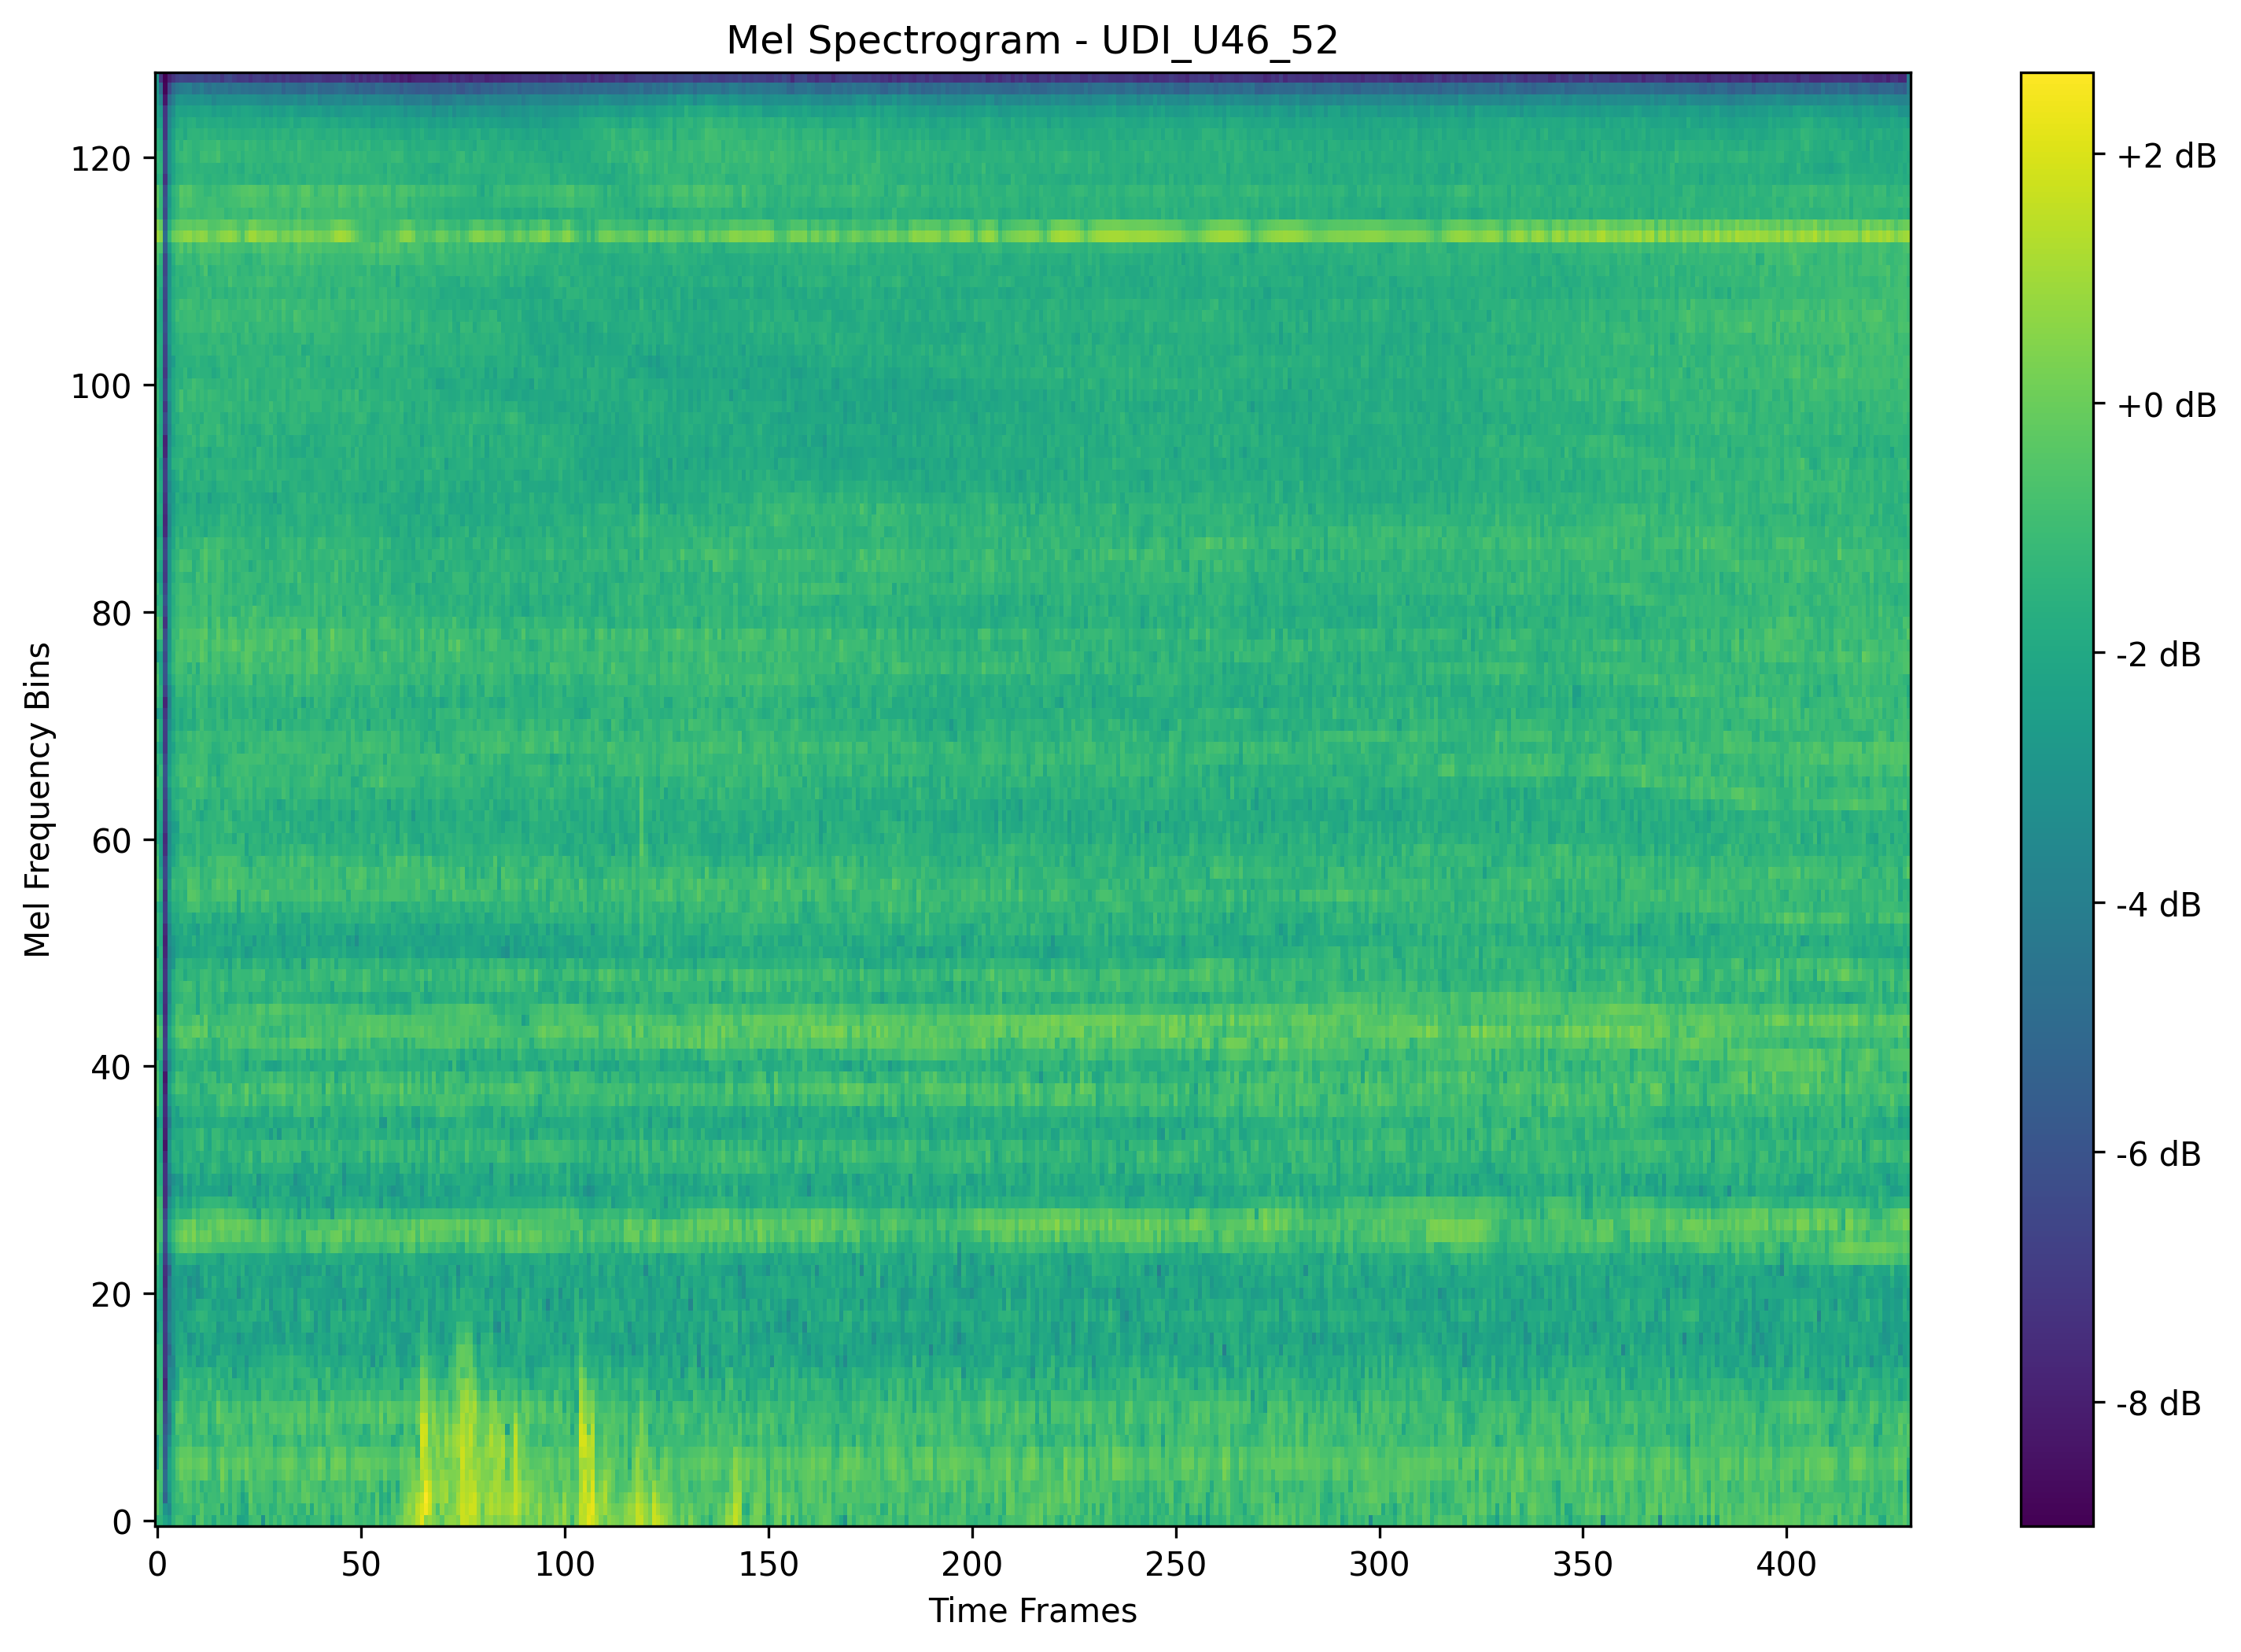 Mel Spectrogram - UDI_U46_52
120
100
80
60
40
20
0
Mel Frequency Bins
0 50 100 150 200 250 300 350 400
Time Frames
+2 dB
+0 dB
-2 dB
-4 dB
-6 dB
-8 dB